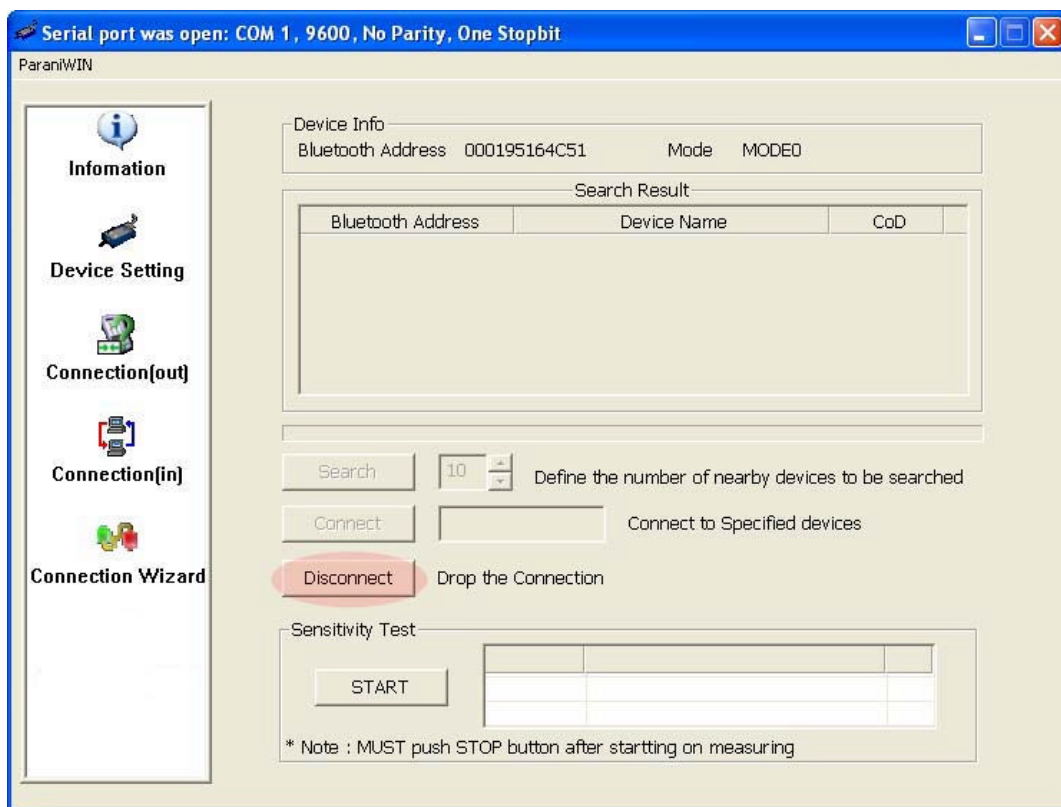 Serial port was open: COM 1, 9600, No Parity, One Stopbit
ParaniWIN
Infomation
Device Setting
Connection(out)
Connection(in)
Connection Wizard
Device Info
Bluetooth Address 000195164C51 Mode MODE0
Search Result
Bluetooth Address Device Name CoD
Search 10 Define the number of nearby devices to be searched
Connect Connect to Specified devices
Disconnect Drop the Connection
Sensitivity Test
START
* Note : MUST push STOP button after startting on measuring